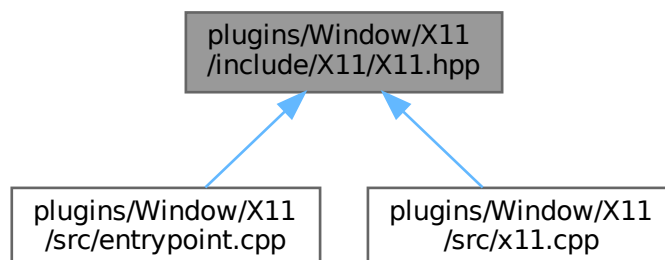 plugins/Window/X11
/include/X11/X11.hpp
plugins/Window/X11
/src/entrypoint.cpp
plugins/Window/X11
/src/x11.cpp